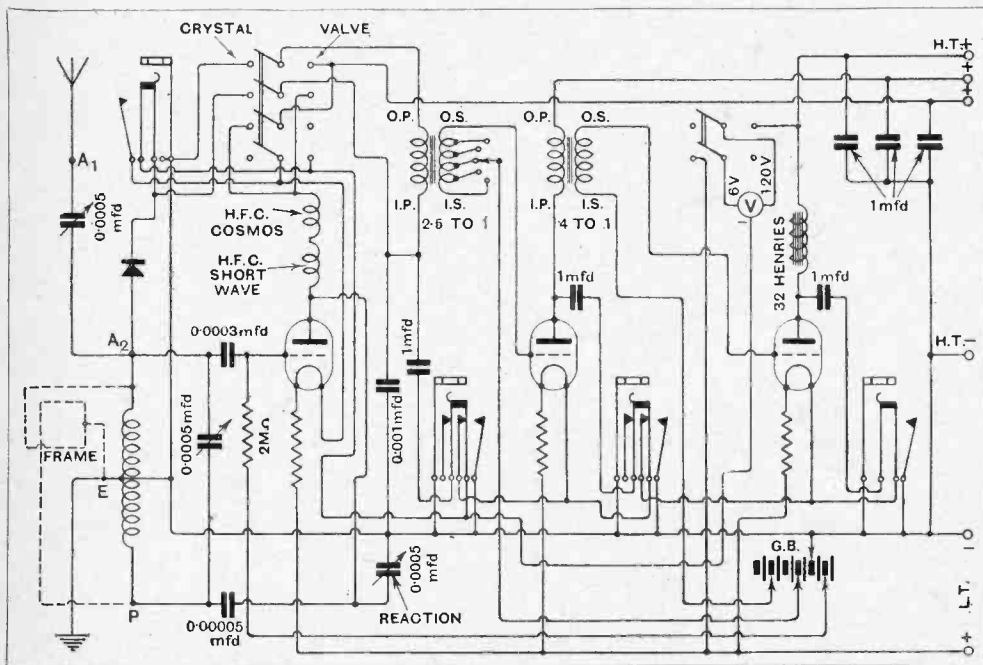 CRYSTAL
VALVE
H.T.+
+
+
A1
0·0005
mfd
O.P.
O.S.
I.P.
I.S.
2·5 TO 1
O.P.
O.S.
I.P.
I.S.
4 TO 1
6V
120V
V
1mfd
H.F.C.
COSMOS
H.F.C.
SHORT
WAVE
32 HENRIES
1mfd
1mfd
A2
0·0003mfd
1mfd
H.T.-
FRAME
0·0005mfd
2MΩ
0·001mfd
E
P
0·00005
mfd
0·0005
mfd
REACTION
G.B.
-
L.T.
+